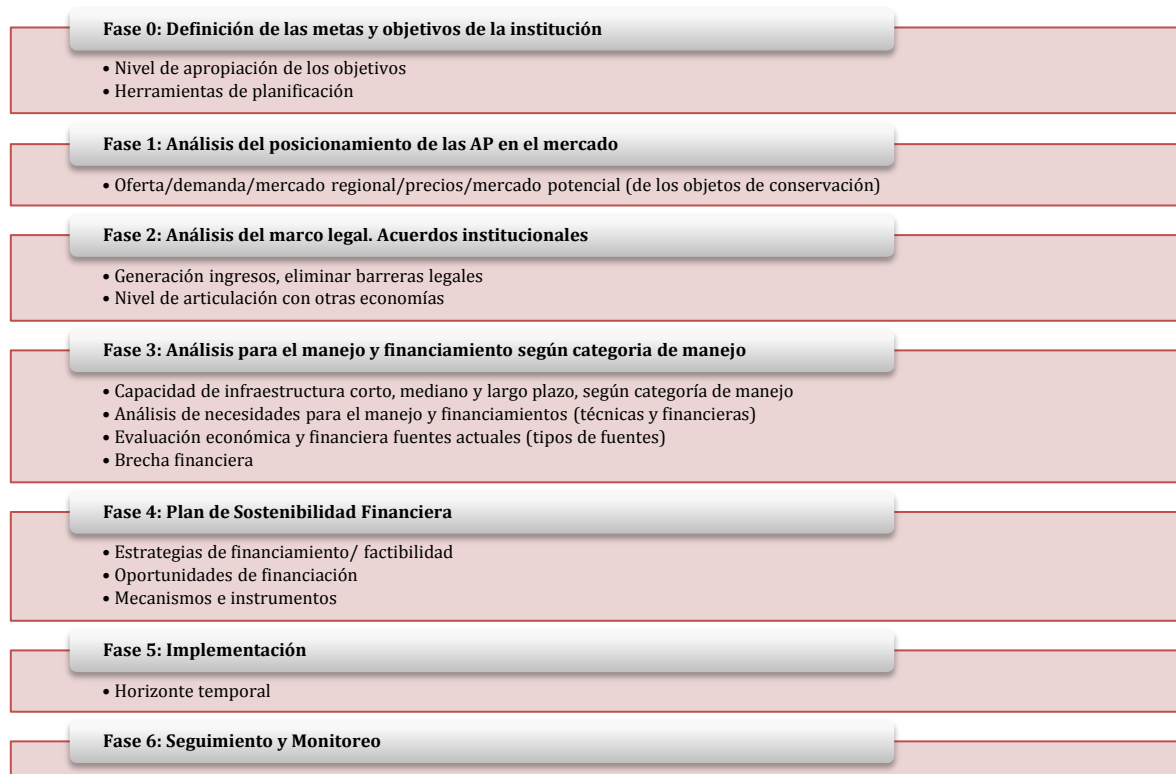 Fase 0: Definición de las metas y objetivos de la institución
• Nivel de apropiación de los objetivos
• Herramientas de planificación
Fase 1: Análisis del posicionamiento de las AP en el mercado
• Oferta/demanda/mercado regional/precios/mercado potencial (de los objetos de conservación)
Fase 2: Análisis del marco legal. Acuerdos institucionales
• Generación ingresos, eliminar barreras legales
• Nivel de articulación con otras economías
Fase 3: Análisis para el manejo y financiamiento según categoria de manejo
• Capacidad de infraestructura corto, mediano y largo plazo, según categoría de manejo
• Análisis de necesidades para el manejo y financiamientos (técnicas y financieras)
• Evaluación económica y financiera fuentes actuales (tipos de fuentes)
• Brecha financiera
Fase 4: Plan de Sostenibilidad Financiera
• Estrategias de financiamiento/ factibilidad
• Oportunidades de financiación
• Mecanismos e instrumentos
Fase 5: Implementación
• Horizonte temporal
Fase 6: Seguimiento y Monitoreo